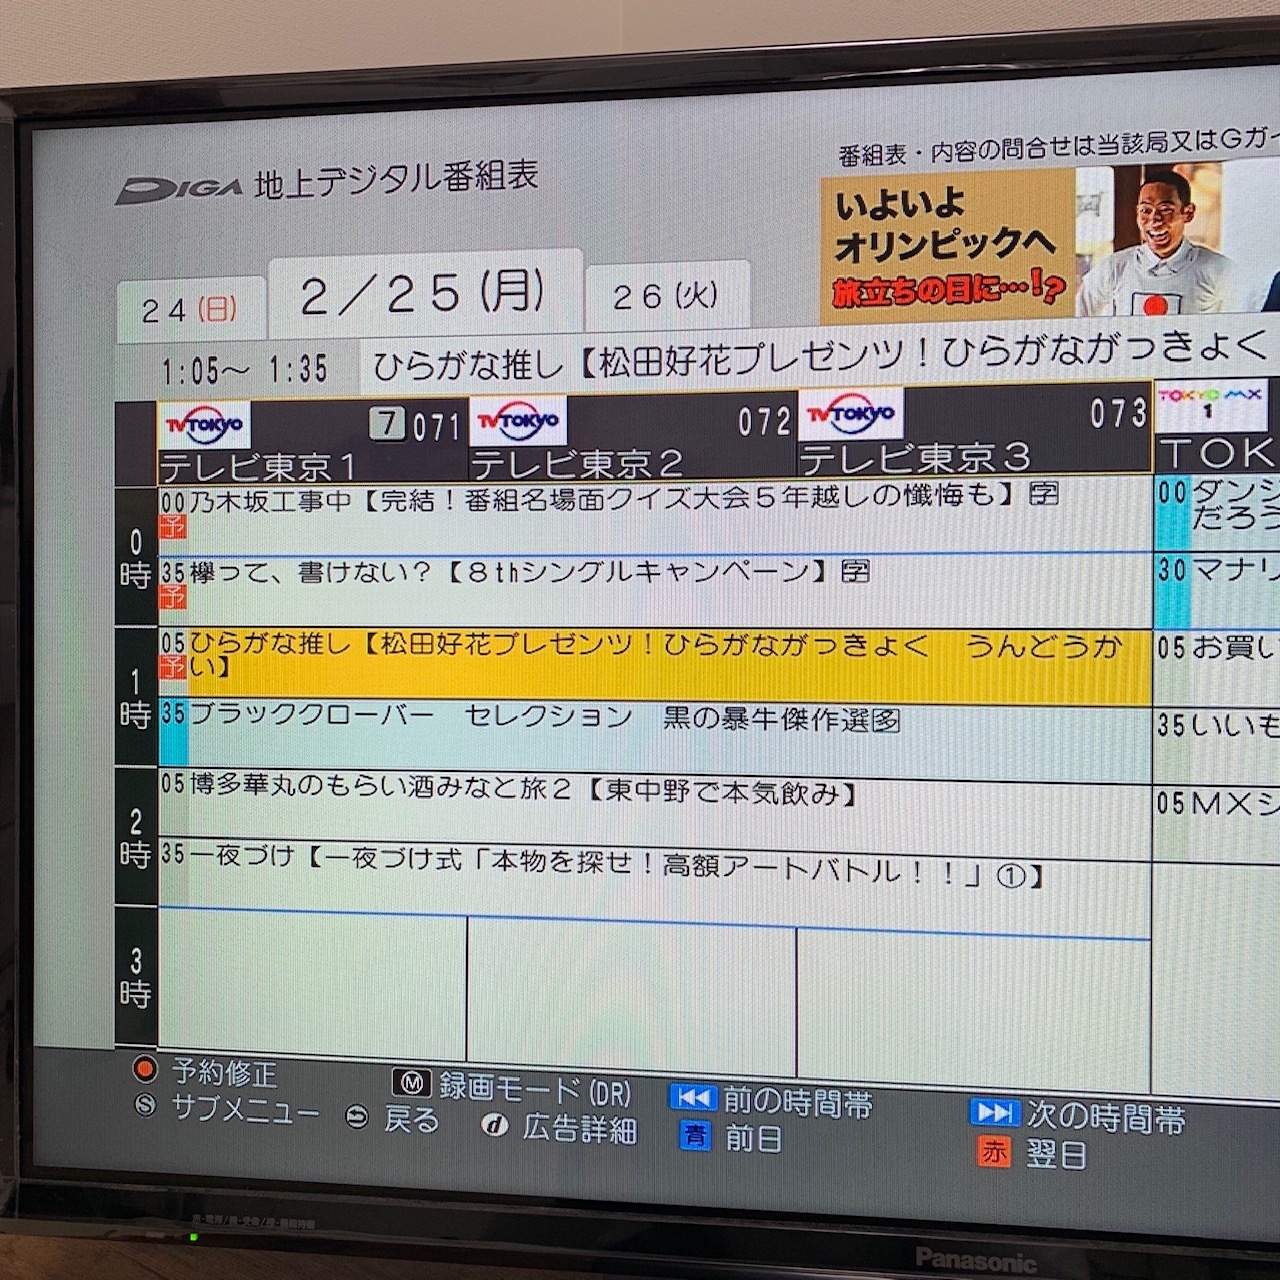 番組表・内容の問合せは当該局又はGガイ
DIGA 地上デジタル番組表
いよいよ
オリンピックへ
旅立ちの日に…!?
24(日)
2/25(月)
26(火)
1:05～ 1:35 ひらがな推し【松田好花プレゼンツ！ひらがながっきょく
TV TOKYO 7 071
テレビ東京1
TV TOKYO 072
テレビ東京2
TV TOKYO 073
テレビ東京3
TOKYO MX 1
TOK
0時
00 乃木坂工事中【完結！番組名場面クイズ大会5年越しの懺悔も】字
予
35 欅って、書けない？【8thシングルキャンペーン】字
予
00 ダンジ
だろう
30 マナリ
1時
05 ひらがな推し【松田好花プレゼンツ！ひらがながっきょく　うんどうか
予 い】
35 ブラッククローバー　セレクション　黒の暴牛傑作選多
05 お買い
35 いいも
2時
05 博多華丸のもらい酒みなと旅2【東中野で本気飲み】
35 一夜づけ【一夜づけ式「本物を探せ！高額アートバトル！！」①】
05 MXシ
3時
予約修正
M 録画モード(DR)
前の時間帯
次の時間帯
S サブメニュー
戻る
d 広告詳細
青 前日
赤 翌日
Panasonic